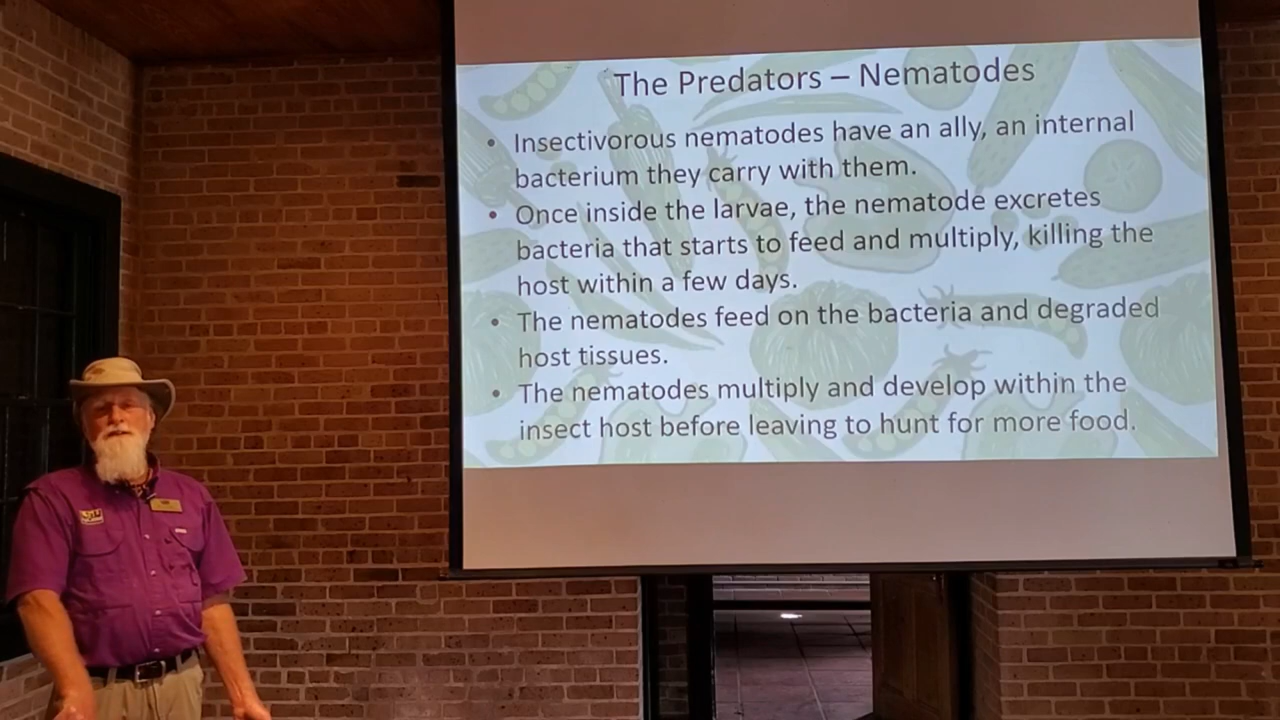 The Predators – Nematodes
• Insectivorous nematodes have an ally, an internal
bacterium they carry with them.
• Once inside the larvae, the nematode excretes
bacteria that starts to feed and multiply, killing the
host within a few days.
• The nematodes feed on the bacteria and degraded
host tissues.
• The nematodes multiply and develop within the
insect host before leaving to hunt for more food.
LSU